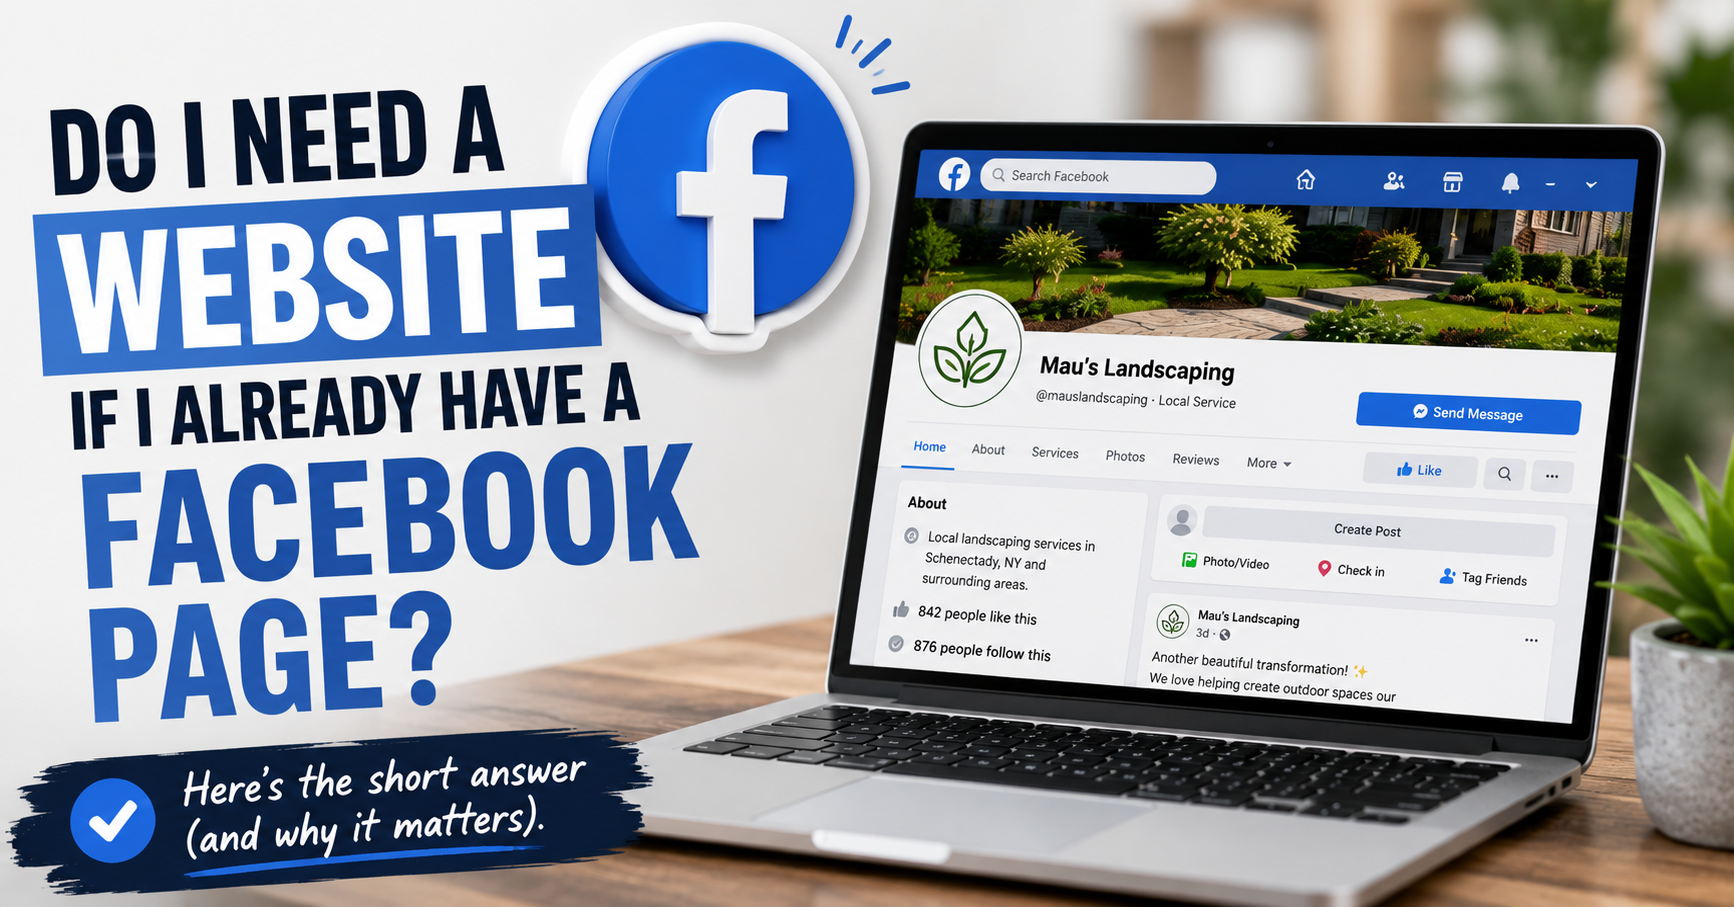 DO I NEED A
WEBSITE
IF I ALREADY HAVE A
FACEBOOK
PAGE?
Here's the short answer
(and why it matters).
f
f
Search Facebook
Mau's Landscaping
@mauslandscaping · Local Service
Send Message
Home
About
Services
Photos
Reviews
More
Like
About
Local landscaping services in
Schenectady, NY and
surrounding areas.
842 people like this
876 people follow this
Create Post
Photo/Video
Check in
Tag Friends
Mau's Landscaping
3d ·
Another beautiful transformation! ✨
We love helping create outdoor spaces our